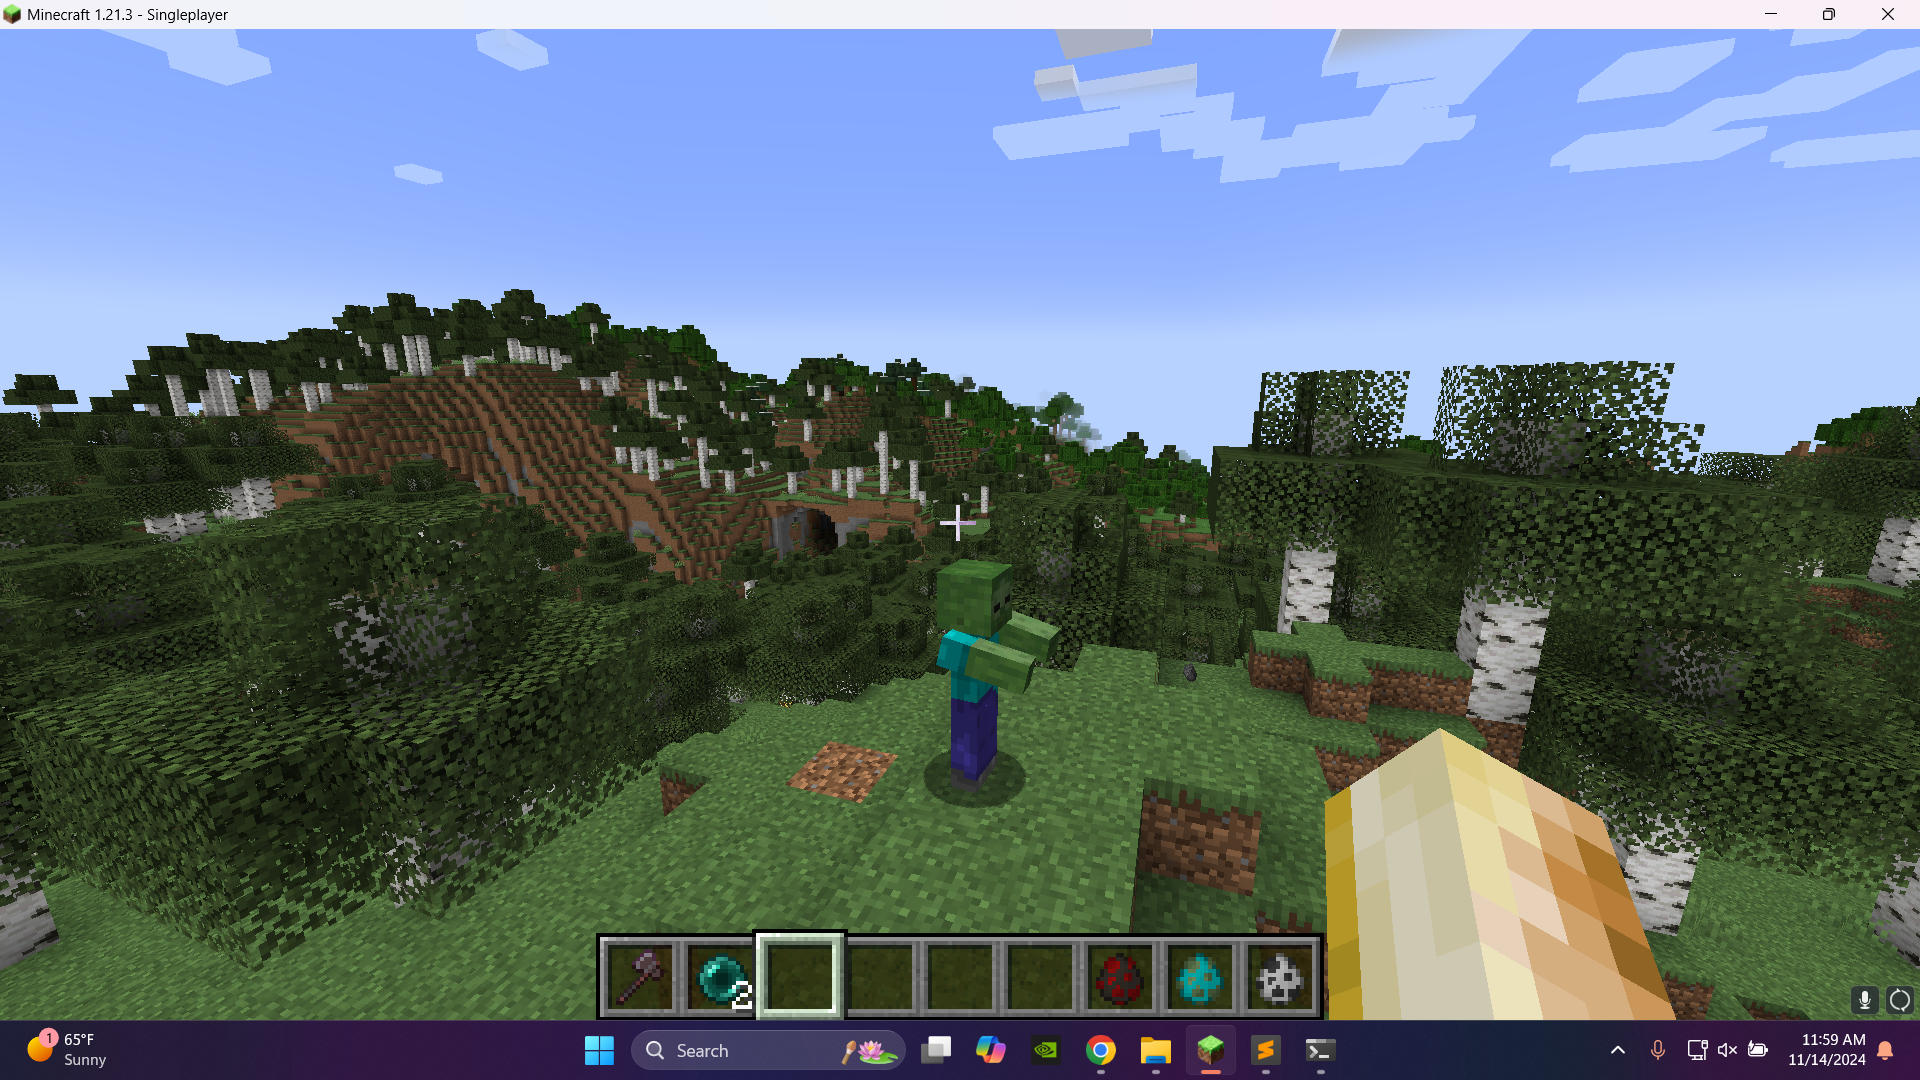 Minecraft 1.21.3 - Singleplayer
2
1
65°F
Sunny
Search
11:59 AM
11/14/2024